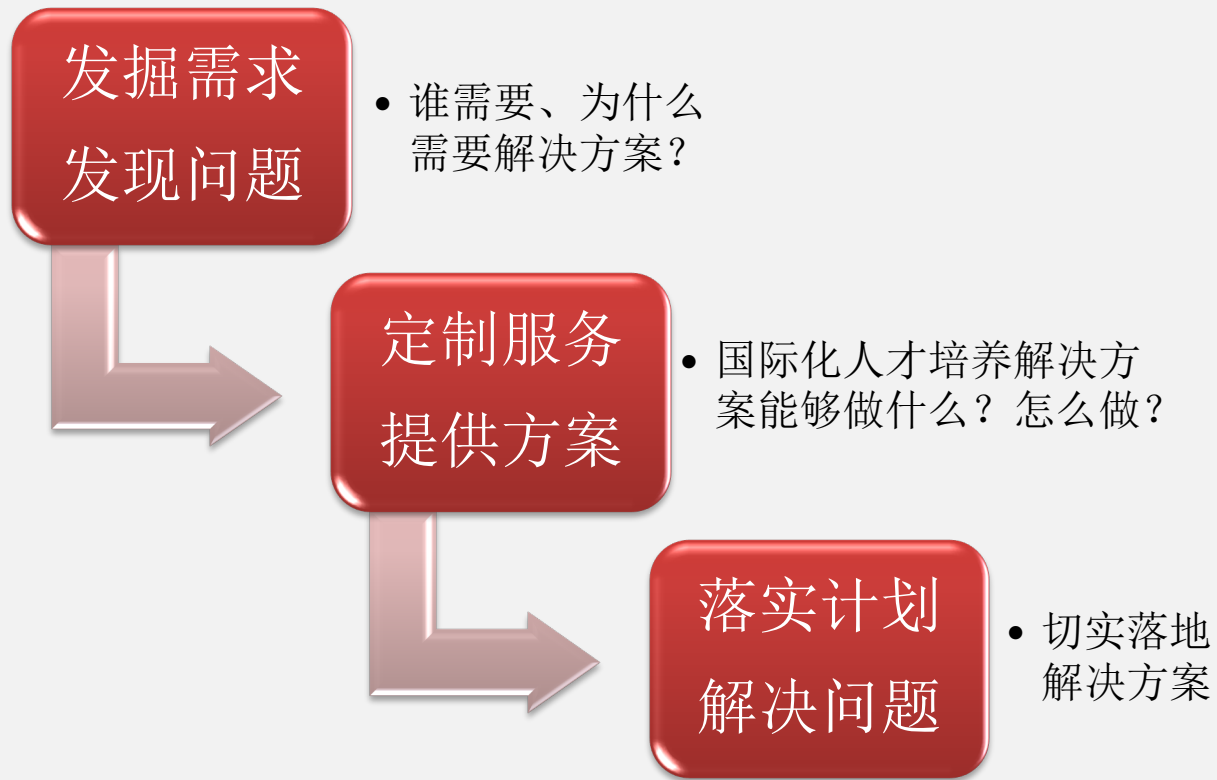 发掘需求
发现问题
• 谁需要、为什么
需要解决方案？
定制服务
提供方案
• 国际化人才培养解决方
案能够做什么？怎么做？
落实计划
解决问题
• 切实落地
解决方案